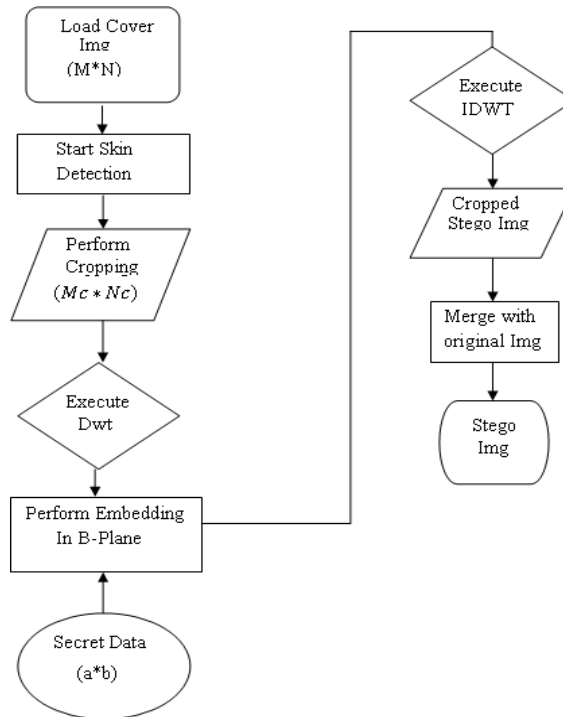 Load Cover
Img
(M*N)
Start Skin
Detection
Perform
Cropping
(Mc * Nc)
Execute
Dwt
Perform Embedding
In B-Plane
Secret Data
(a*b)
Execute
IDWT
Cropped
Stego Img
Merge with
original Img
Stego
Img